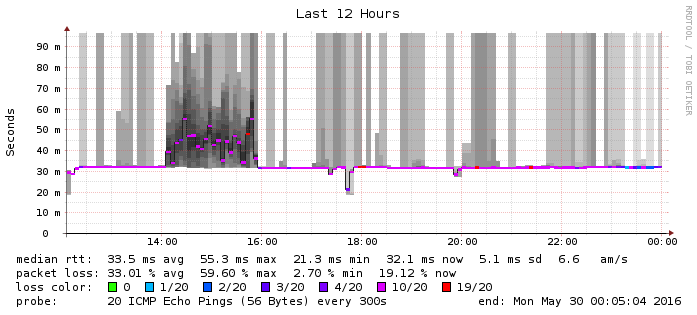 Last 12 Hours
RRDTOOL / TOBI OETIKER
Seconds
90 m
80 m
70 m
60 m
50 m
40 m
30 m
20 m
10 m
0
14:00 16:00 18:00 20:00 22:00 00:00
median rtt: 33.5 ms avg 55.3 ms max 21.3 ms min 32.1 ms now 5.1 ms sd 6.6 am/s
packet loss: 33.01 % avg 59.60 % max 2.70 % min 19.12 % now
loss color: 0 1/20 2/20 3/20 4/20 10/20 19/20
probe: 20 ICMP Echo Pings (56 Bytes) every 300s end: Mon May 30 00:05:04 2016